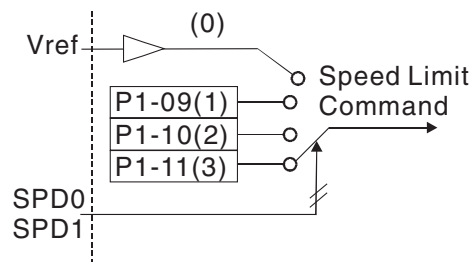 (0)
Vref
Speed Limit
Command
P1-09(1)
P1-10(2)
P1-11(3)
SPD0
SPD1